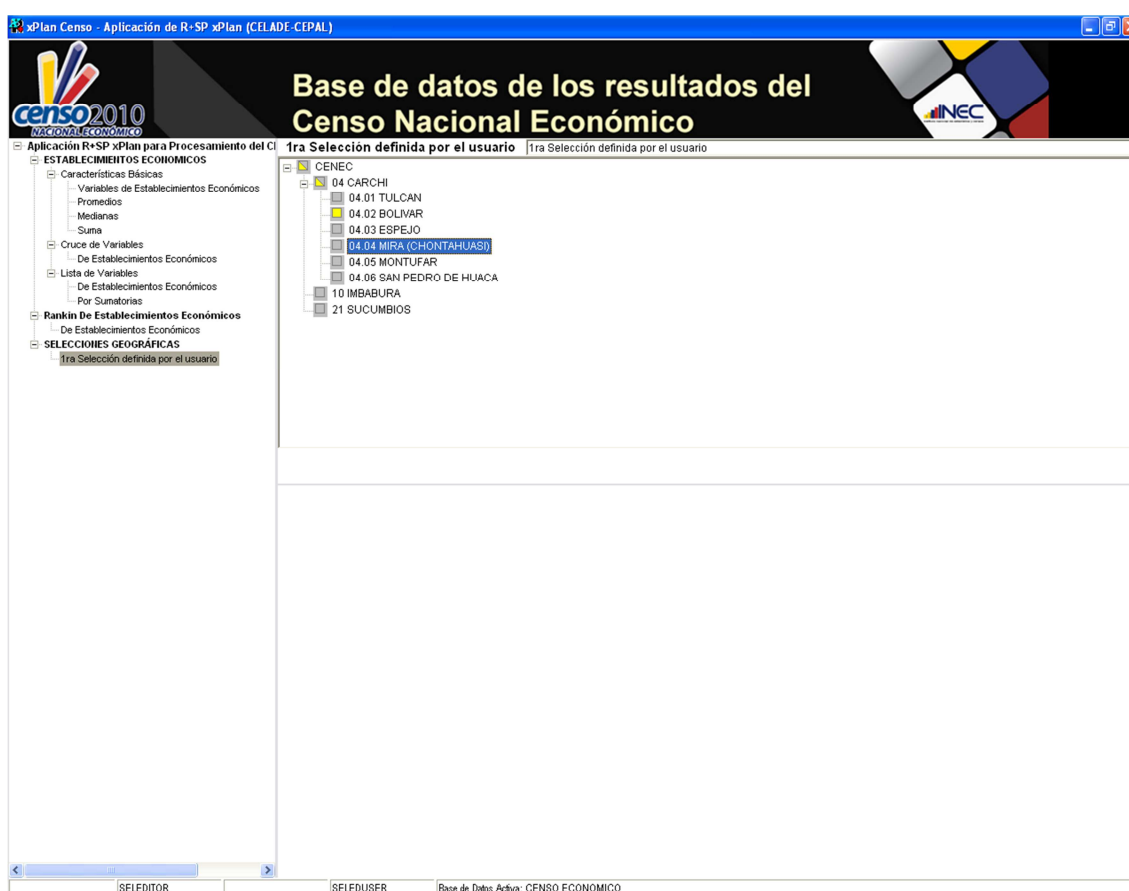 xPlan Censo - Aplicación de R+SP xPlan (CELADE-CEPAL)
censo2010
NACIONAL ECONÓMICO
Base de datos de los resultados del
Censo Nacional Económico
INEC
Aplicación R+SP xPlan para Procesamiento del C
ESTABLECIMIENTOS ECONOMICOS
Características Básicas
Variables de Establecimientos Económicos
Promedios
Medianas
Suma
Cruce de Variables
De Establecimientos Económicos
Lista de Variables
De Establecimientos Económicos
Por Sumatorias
Rankin De Establecimientos Económicos
De Establecimientos Económicos
SELECCIONES GEOGRÁFICAS
1ra Selección definida por el usuario
1ra Selección definida por el usuario 1ra Selección definida por el usuario
CENEC
04 CARCHI
04.01 TULCAN
04.02 BOLIVAR
04.03 ESPEJO
04.04 MIRA (CHONTAHUASI)
04.05 MONTUFAR
04.06 SAN PEDRO DE HUACA
10 IMBABURA
21 SUCUMBIOS
SELEDITOR SELEDUSER Base de Datos Activa: CENSO ECONOMICO